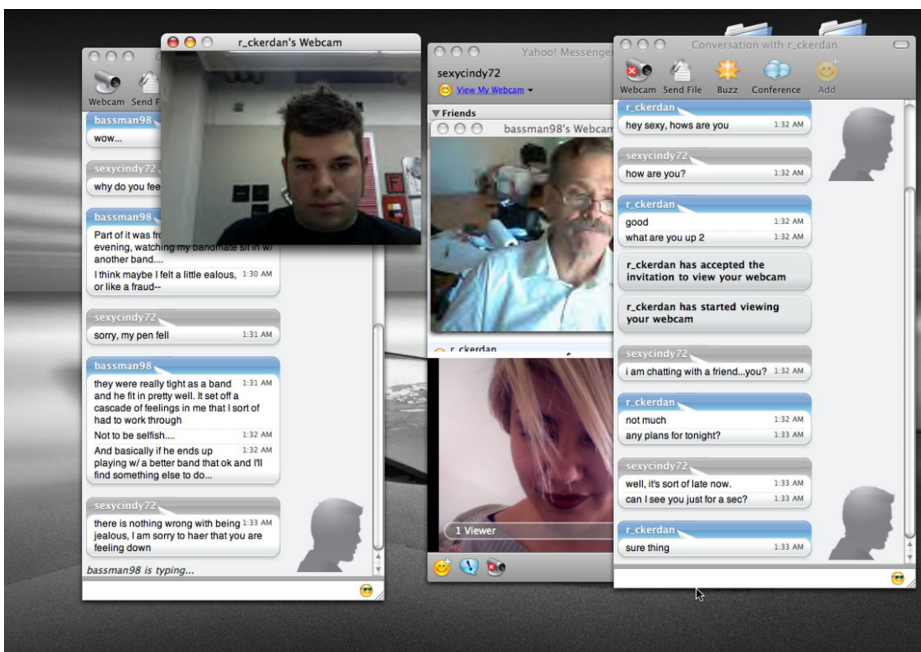 r_ckerdan's Webcam
Webcam Send F
bassman98
wow...
sexycindy72
why do you fee
bassman98
Part of it was fro
evening, watching my bandmate sit in w/
another band....
I think maybe I felt a little ealous, 1:30 AM
or like a fraud--
sexycindy72
sorry, my pen fell 1:31 AM
bassman98
they were really tight as a band 1:31 AM
and he fit in pretty well. It set off a
cascade of feelings in me that I sort of
had to work through
Not to be selfish.... 1:32 AM
And basically if he ends up 1:32 AM
playing w/ a better band that ok and I'll
find something else to do...
sexycindy72
there is nothing wrong with being 1:33 AM
jealous, I am sorry to haer that you are
feeling down
bassman98 is typing...
Yahoo! Messenger
sexycindy72
View My Webcam
Friends
bassman98's Webcam
r_ckerdan
1 Viewer
Conversation with r_ckerdan
Webcam Send File Buzz Conference Add
r_ckerdan
hey sexy, hows are you 1:32 AM
sexycindy72
how are you? 1:32 AM
r_ckerdan
good 1:32 AM
what are you up 2 1:32 AM
r_ckerdan has accepted the
invitation to view your webcam
r_ckerdan has started viewing
your webcam
sexycindy72
i am chatting with a friend...you? 1:32 AM
r_ckerdan
not much 1:32 AM
any plans for tonight? 1:33 AM
sexycindy72
well, it's sort of late now. 1:33 AM
can I see you just for a sec? 1:33 AM
r_ckerdan
sure thing 1:33 AM